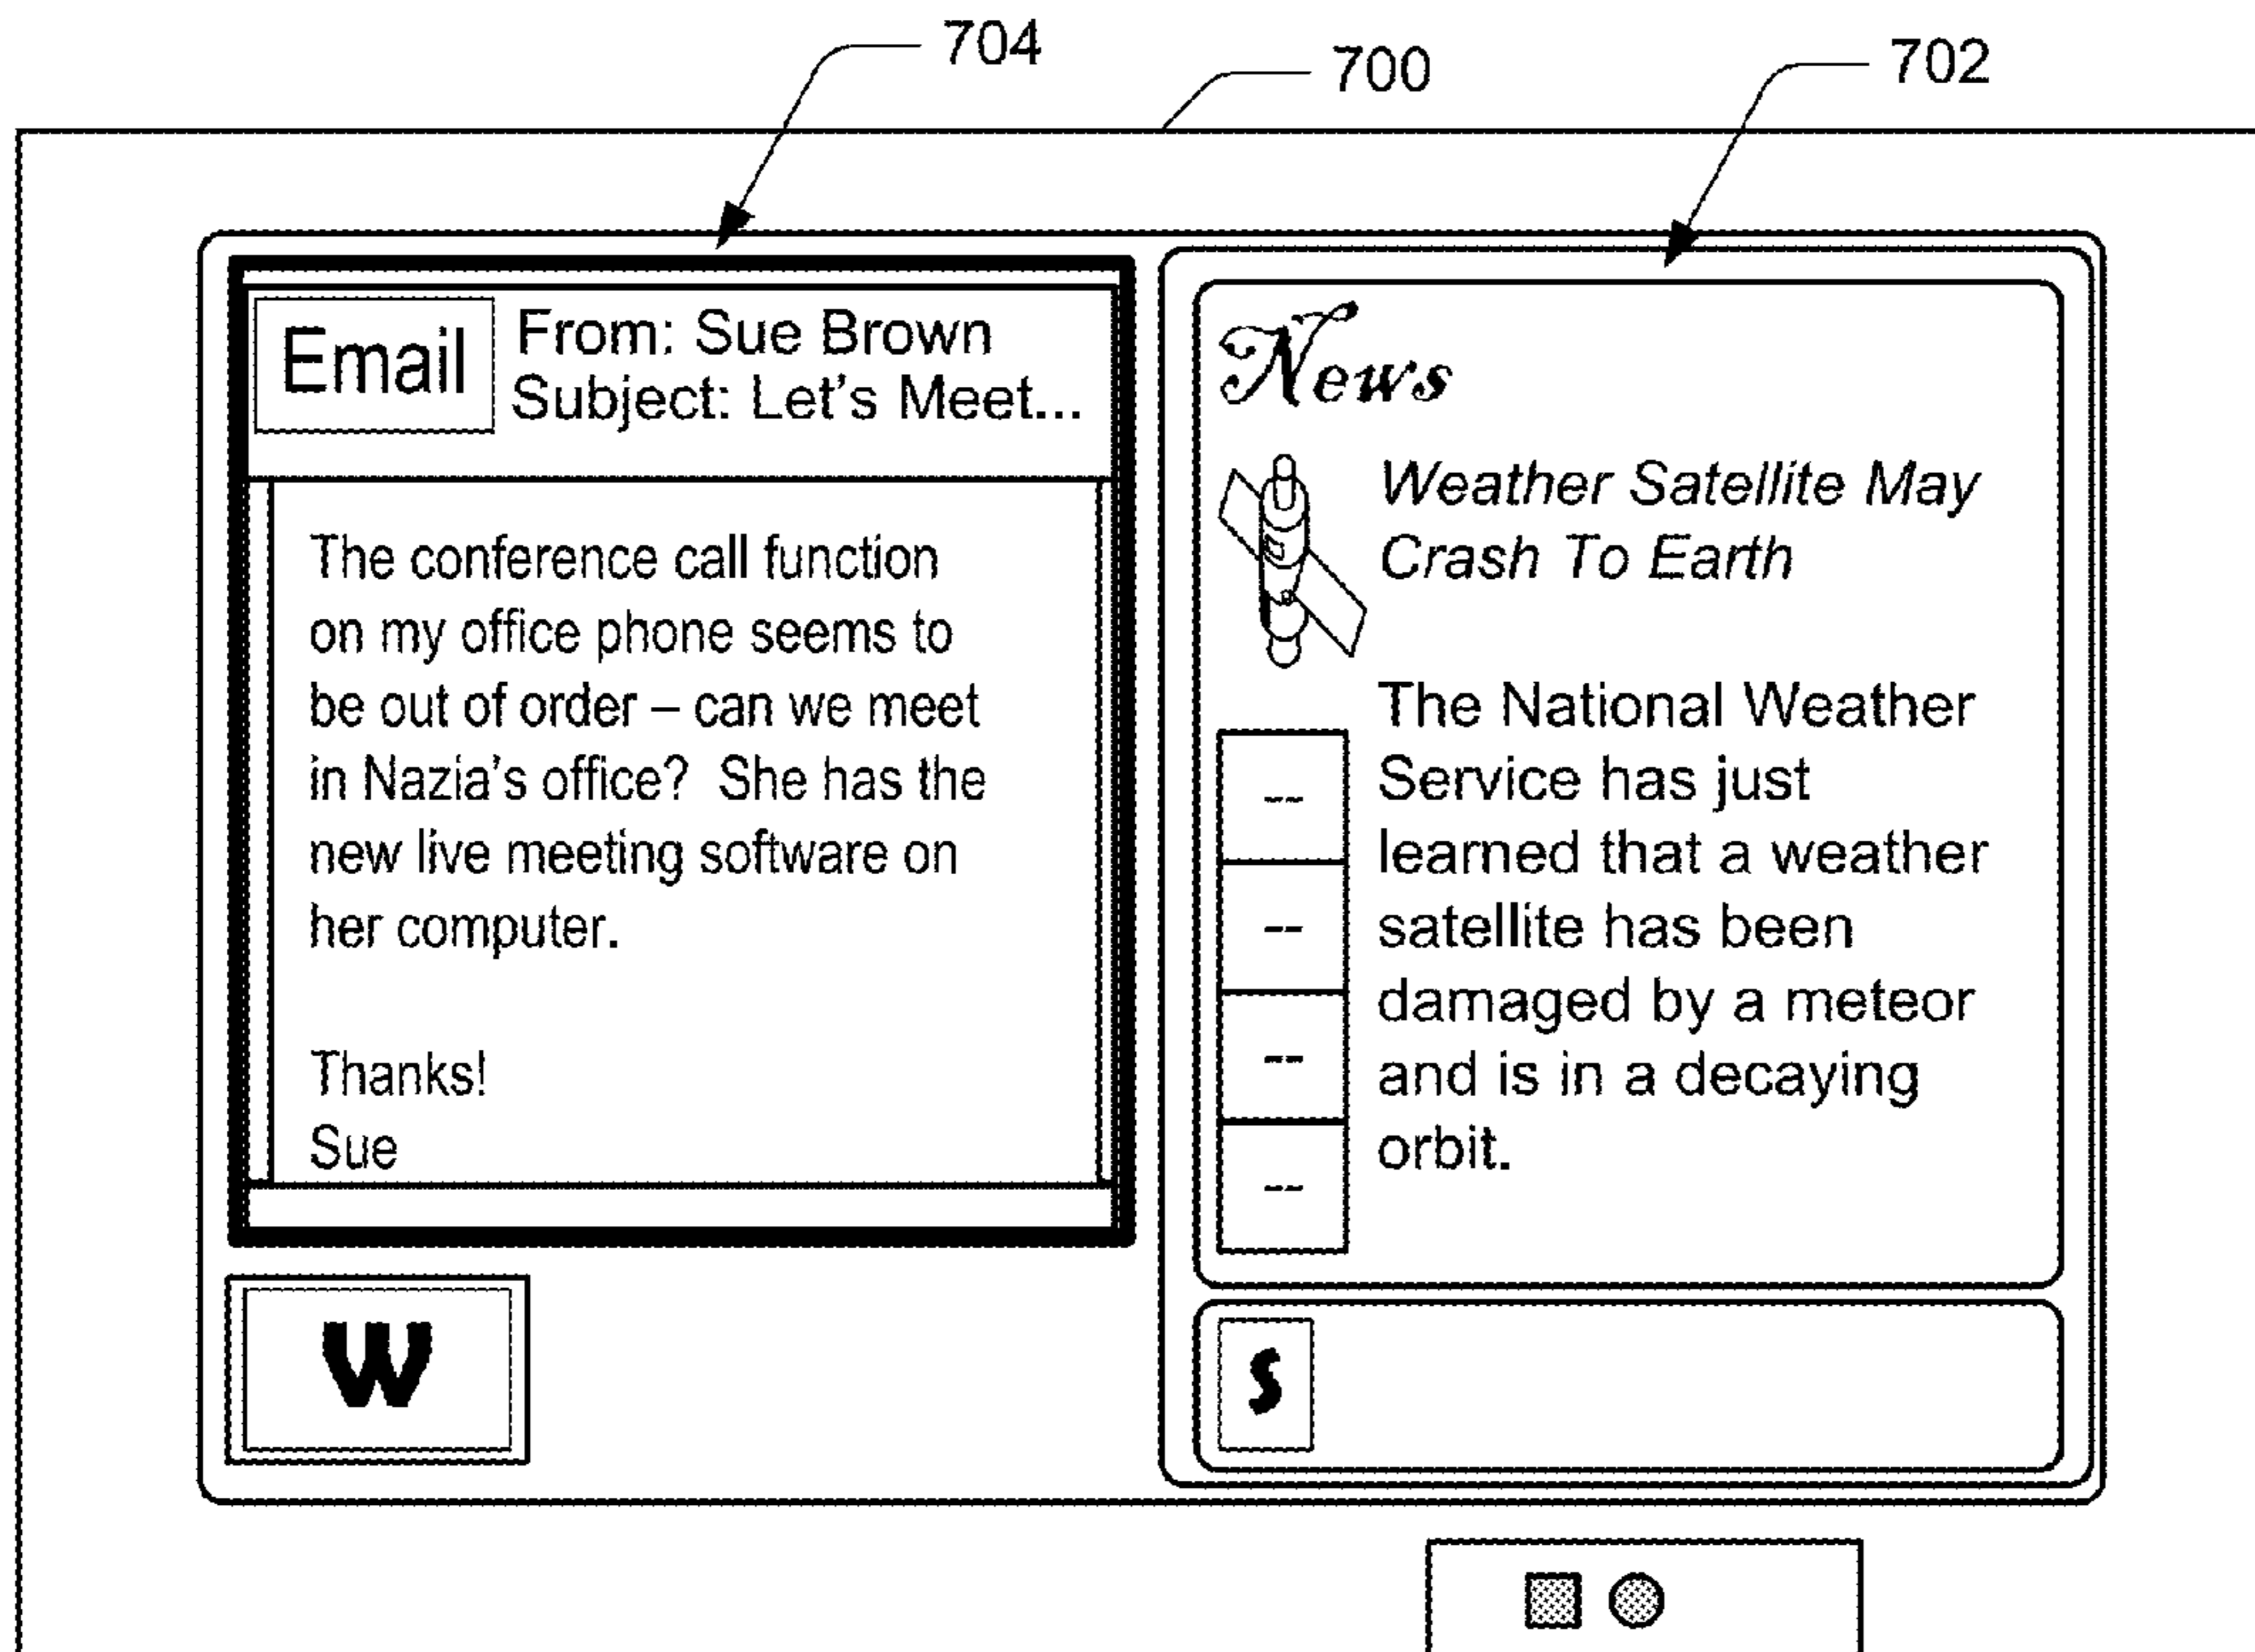 704
700
702
Email
From: Sue Brown
Subject: Let's Meet...
The conference call function
on my office phone seems to
be out of order – can we meet
in Nazia's office?  She has the
new live meeting software on
her computer.
Thanks!
Sue
W
News
Weather Satellite May
Crash To Earth
The National Weather
Service has just
learned that a weather
satellite has been
damaged by a meteor
and is in a decaying
orbit.
--
--
--
--
S